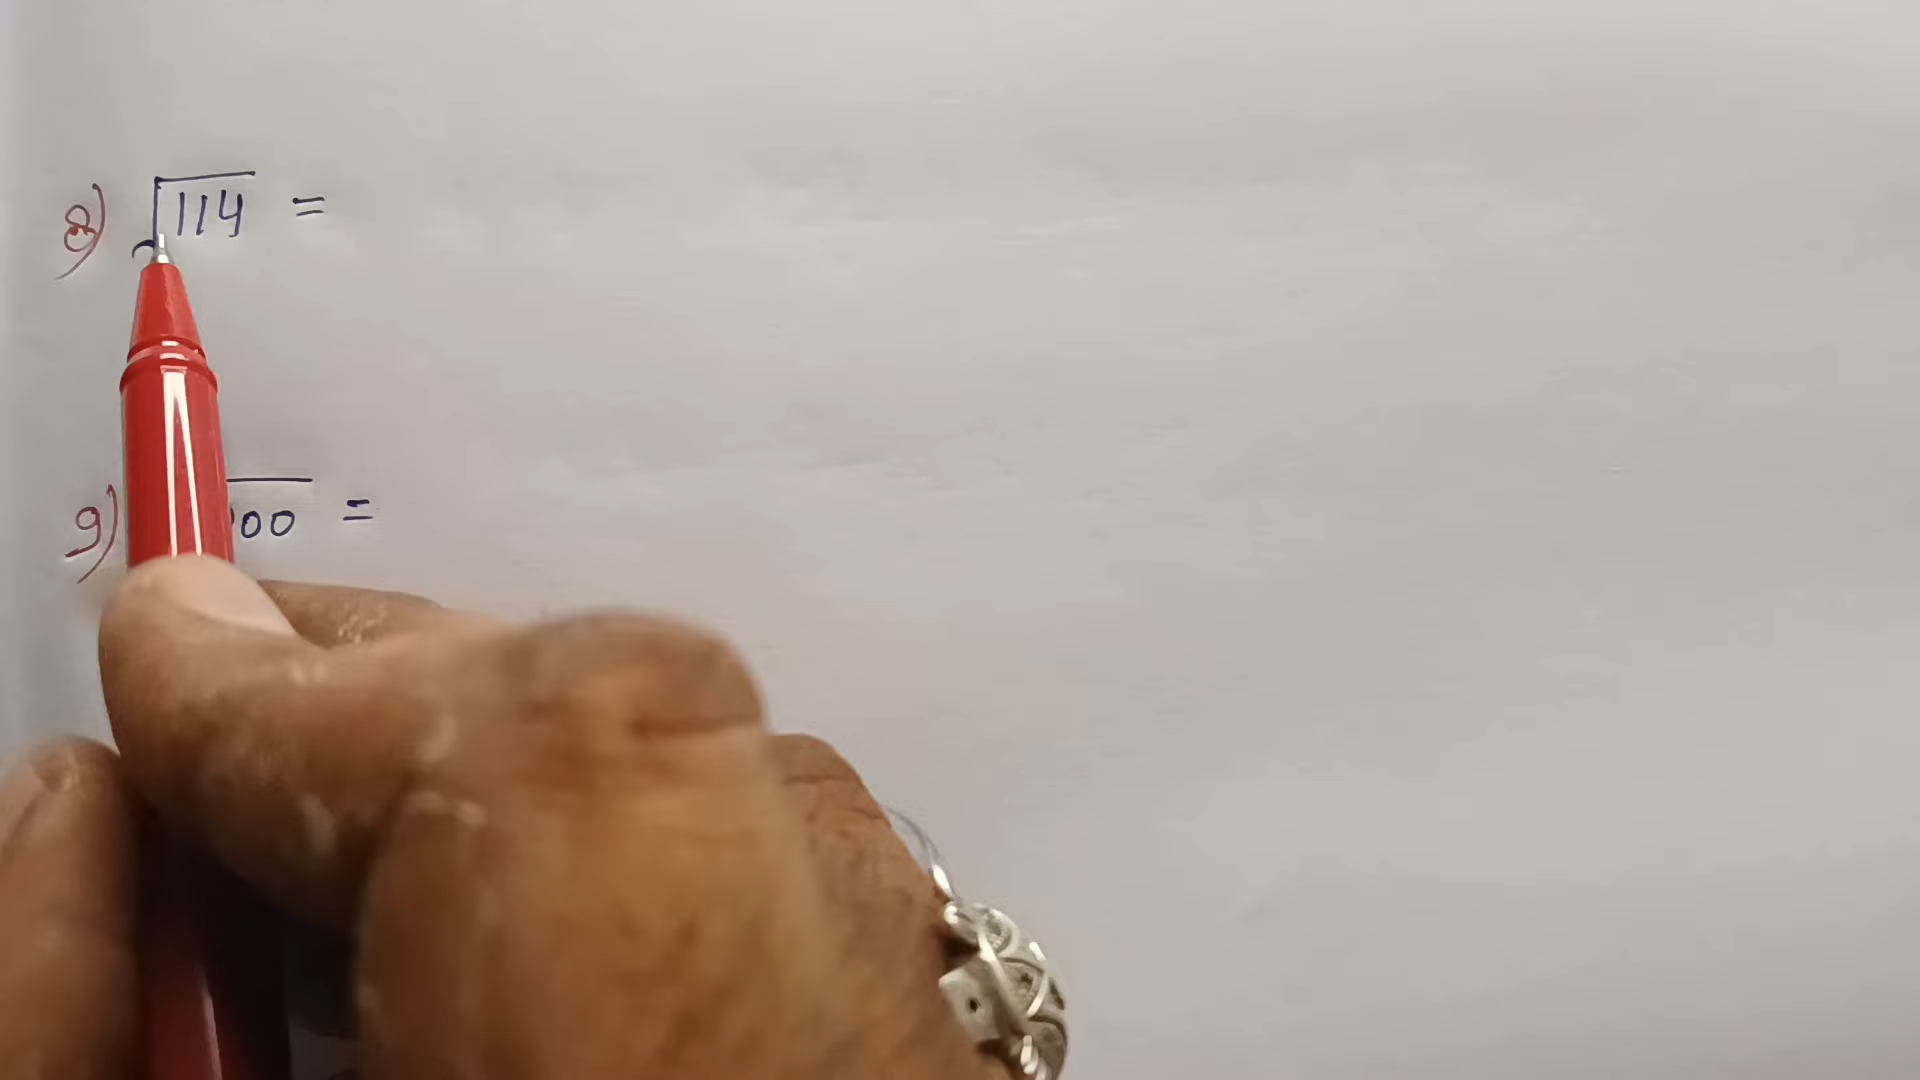 8) √114 =
9) 00 =